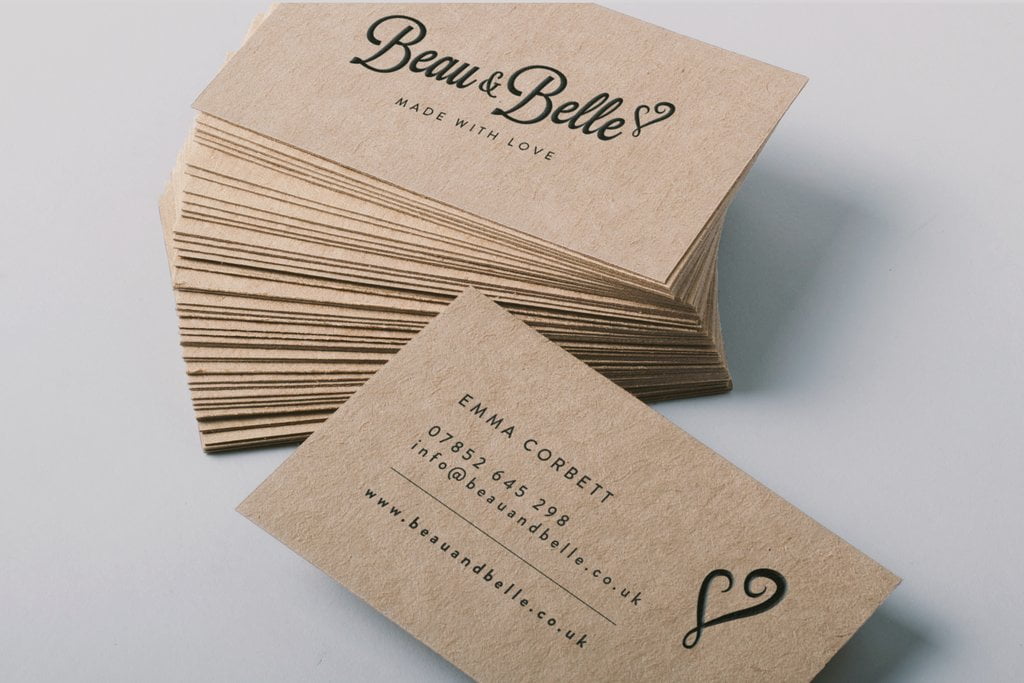 Beau & Belle
MADE WITH LOVE
EMMA CORBETT
07852 645 298
info@beauandbelle.co.uk
www.beauandbelle.co.uk